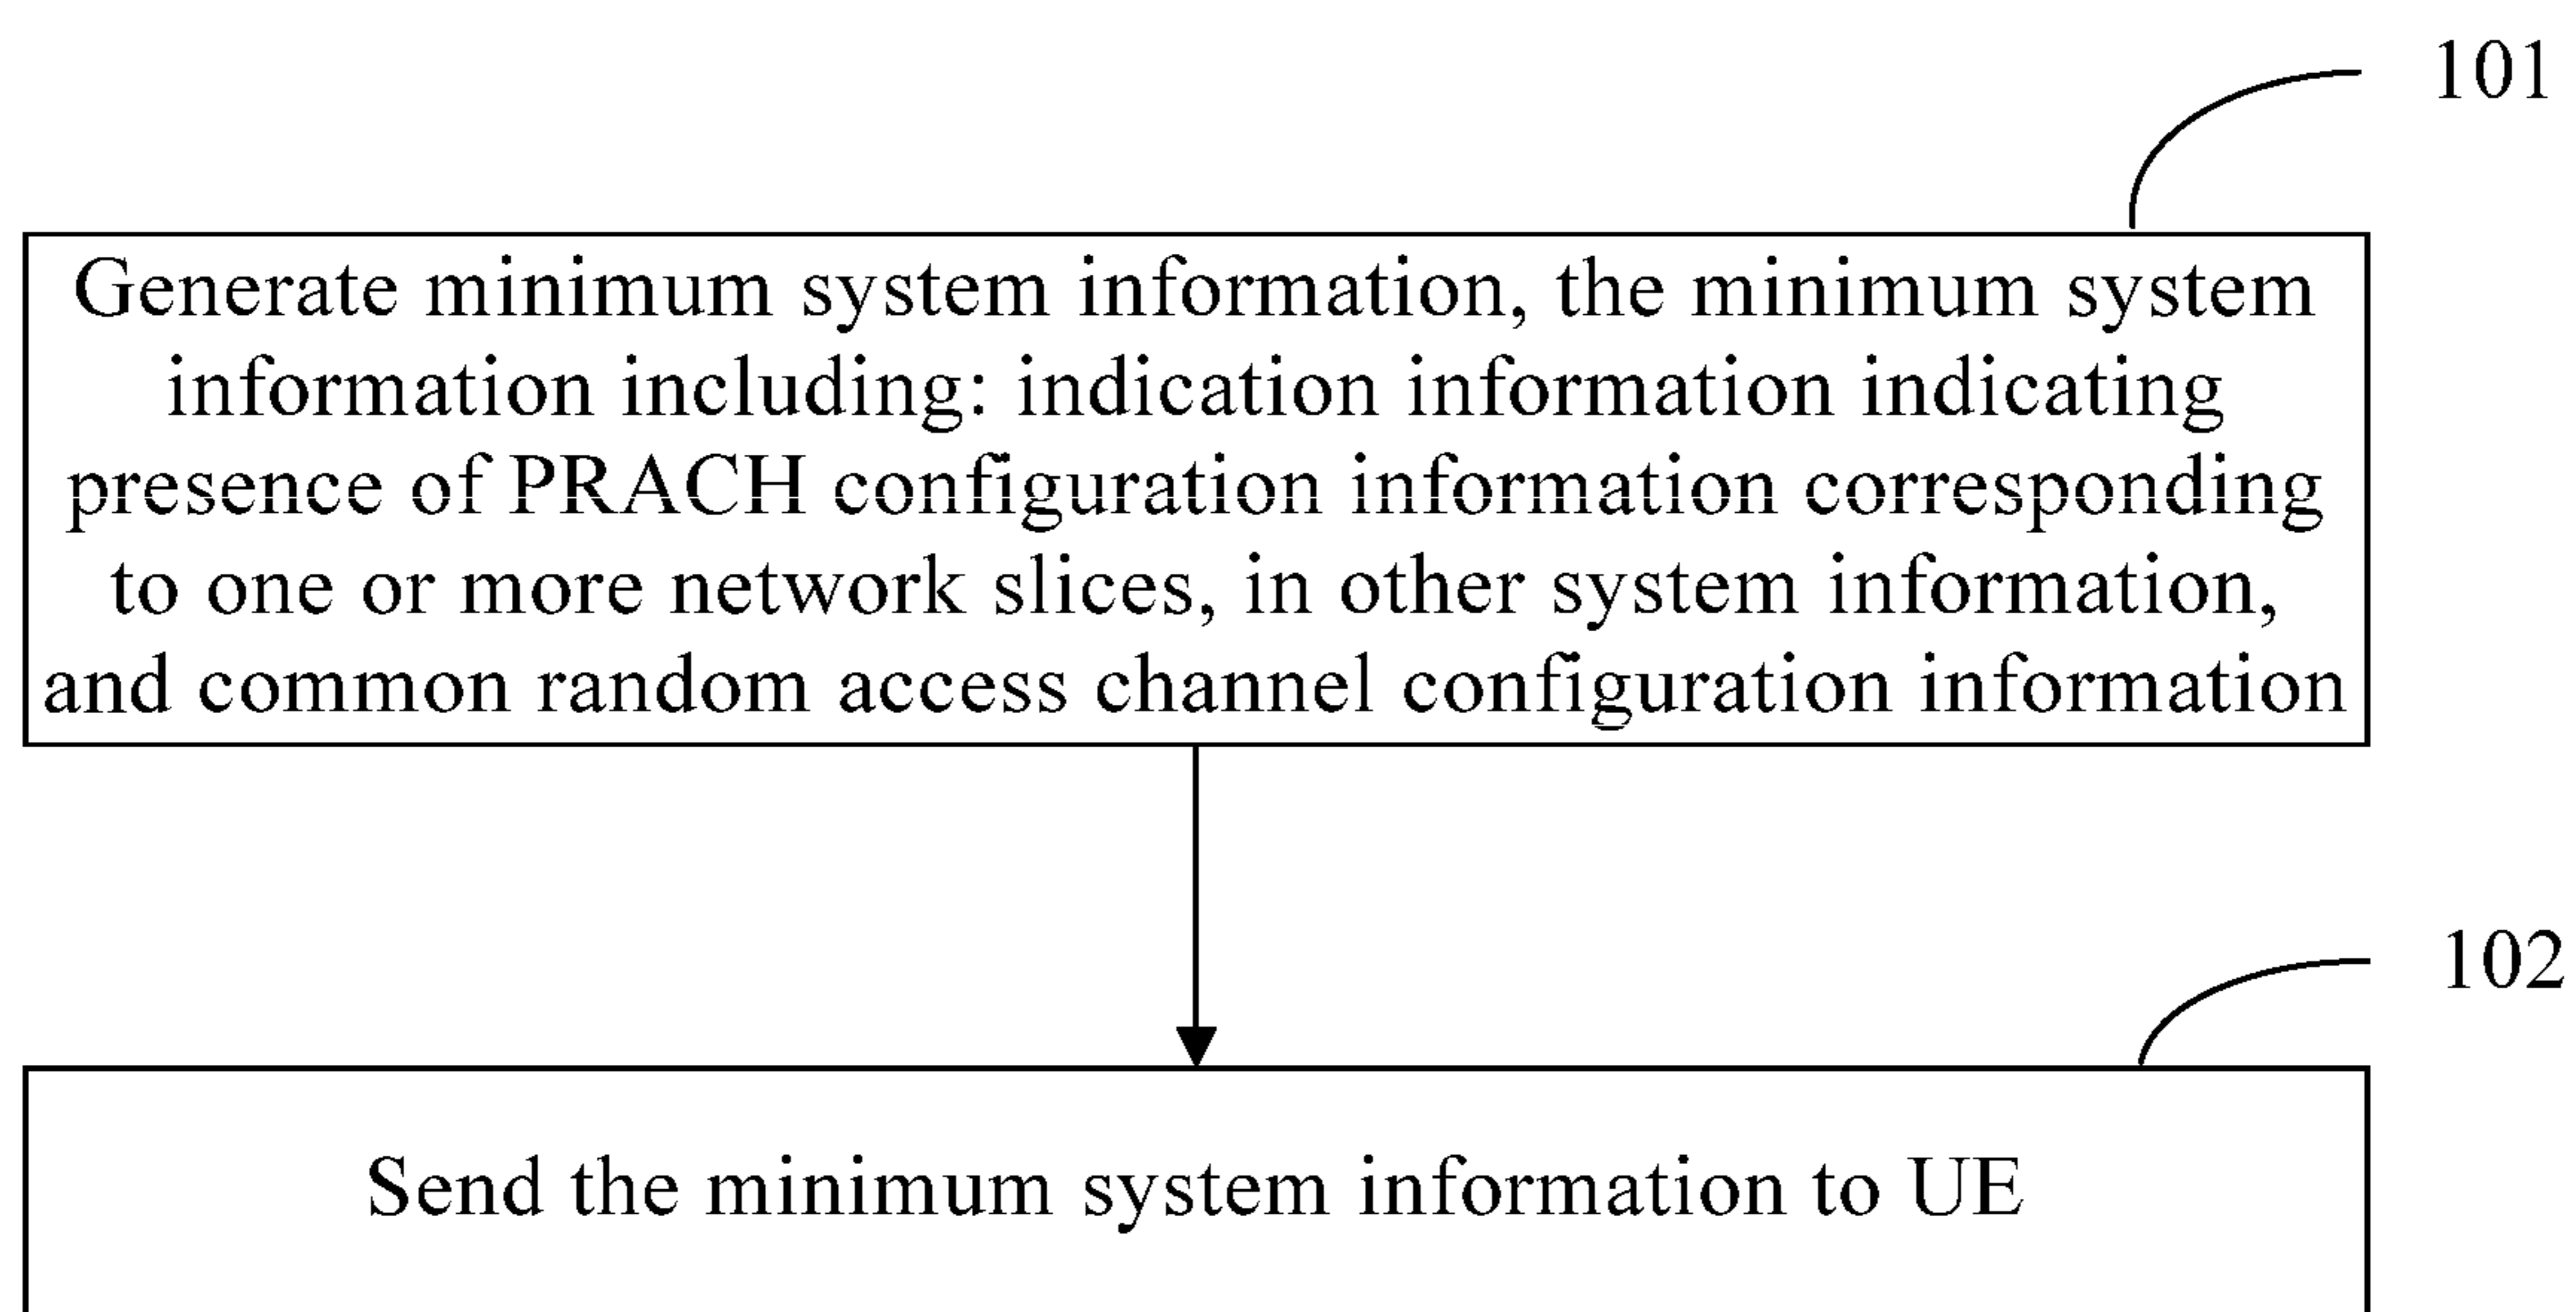 101
Generate minimum system information, the minimum system
information including: indication information indicating
presence of PRACH configuration information corresponding
to one or more network slices, in other system information,
and common random access channel configuration information
102
Send the minimum system information to UE